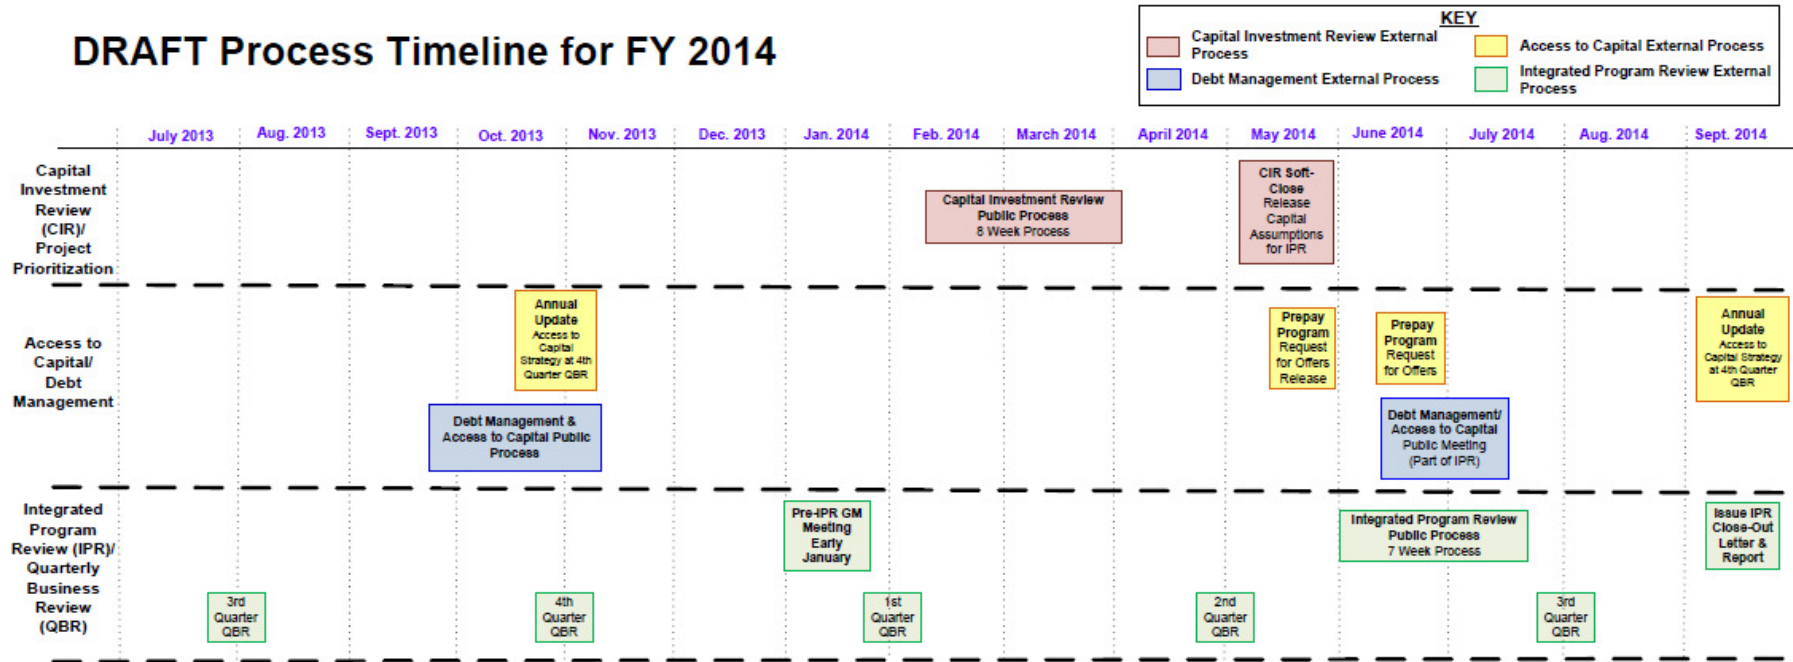 DRAFT Process Timeline for FY 2014
KEY
Capital Investment Review External
Process
Access to Capital External Process
Debt Management External Process
Integrated Program Review External
Process
July 2013
Aug. 2013
Sept. 2013
Oct. 2013
Nov. 2013
Dec. 2013
Jan. 2014
Feb. 2014
March 2014
April 2014
May 2014
June 2014
July 2014
Aug. 2014
Sept. 2014
Capital
Investment
Review
(CIR)/
Project
Prioritization
Capital Investment Review
Public Process
8 Week Process
CIR Soft-
Close
Release
Capital
Assumptions
for IPR
Access to
Capital/
Debt
Management
Annual
Update
Access to
Capital
Strategy at 4th
Quarter QBR
Prepay
Program
Request
for Offers
Release
Prepay
Program
Request
for Offers
Annual
Update
Access to
Capital Strategy
at 4th Quarter
QBR
Debt Management &
Access to Capital Public
Process
Debt Management/
Access to Capital
Public Meeting
(Part of IPR)
Integrated
Program
Review (IPR)/
Quarterly
Business
Review
(QBR)
Pre-IPR GM
Meeting
Early
January
Integrated Program Review
Public Process
7 Week Process
Issue IPR
Close-Out
Letter &
Report
3rd
Quarter
QBR
4th
Quarter
QBR
1st
Quarter
QBR
2nd
Quarter
QBR
3rd
Quarter
QBR